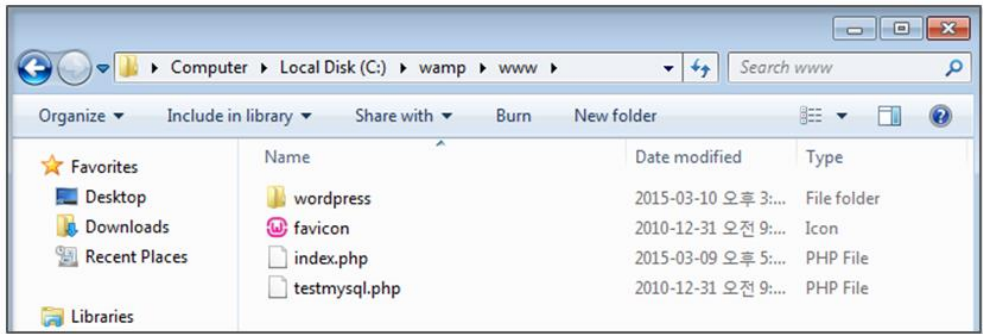 Computer Local Disk (C:) wamp www Search www
Organize Include in library Share with Burn New folder
Favorites Name Date modified Type
Desktop wordpress 2015-03-10 오후 3:... File folder
Downloads favicon 2010-12-31 오전 9:... Icon
Recent Places index.php 2015-03-09 오후 5:... PHP File
testmysql.php 2010-12-31 오전 9:... PHP File
Libraries